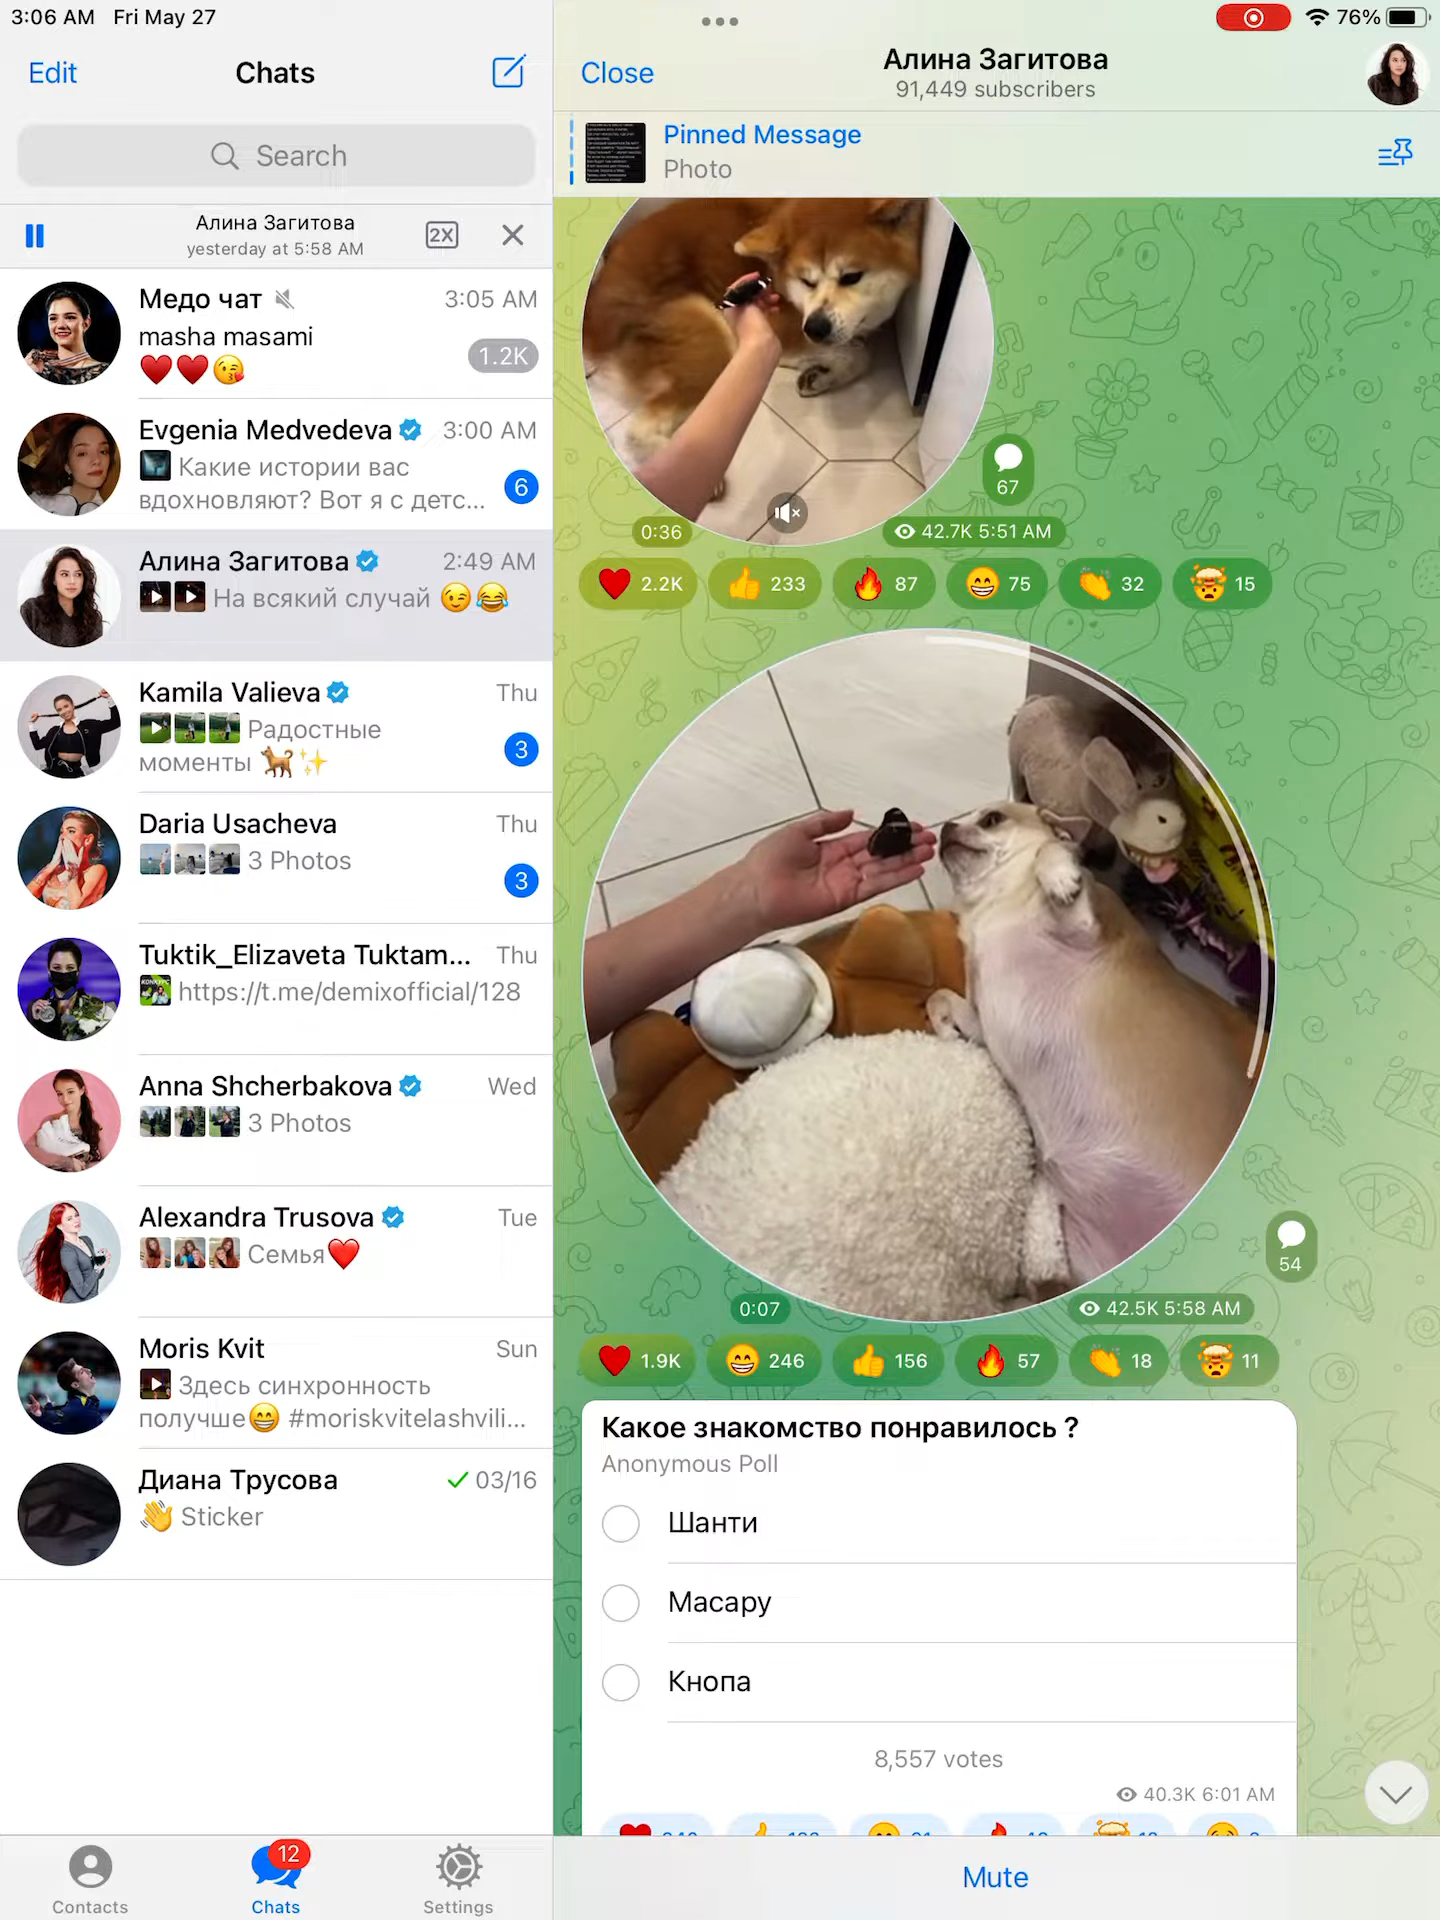 3:06 AM Fri May 27
76%
Edit
Chats
Search
Алина Загитова
yesterday at 5:58 AM
2X
Медо чат
3:05 AM
masha masami
❤️❤️😘
1.2K
Evgenia Medvedeva
3:00 AM
Какие истории вас
вдохновляют? Вот я с детс...
6
Алина Загитова
2:49 AM
На всякий случай 😉😂
Kamila Valieva
Thu
Радостные
моменты 🐕✨
3
Daria Usacheva
Thu
3 Photos
3
Tuktik_Elizaveta Tuktam...
Thu
https://t.me/demixofficial/128
Anna Shcherbakova
Wed
3 Photos
Alexandra Trusova
Tue
Семья❤️
Moris Kvit
Sun
Здесь синхронность
получше😁 #moriskvitelashvili...
Диана Трусова
03/16
👋 Sticker
Contacts
12
Chats
Settings
Close
Алина Загитова
91,449 subscribers
Pinned Message
Photo
67
0:36
42.7K 5:51 AM
❤️ 2.2K 👍 233 🔥 87 😁 75 👏 32 🤯 15
54
0:07
42.5K 5:58 AM
❤️ 1.9K 😁 246 👍 156 🔥 57 👏 18 🤯 11
Какое знакомство понравилось ?
Anonymous Poll
Шанти
Масару
Кнопа
8,557 votes
40.3K 6:01 AM
Mute